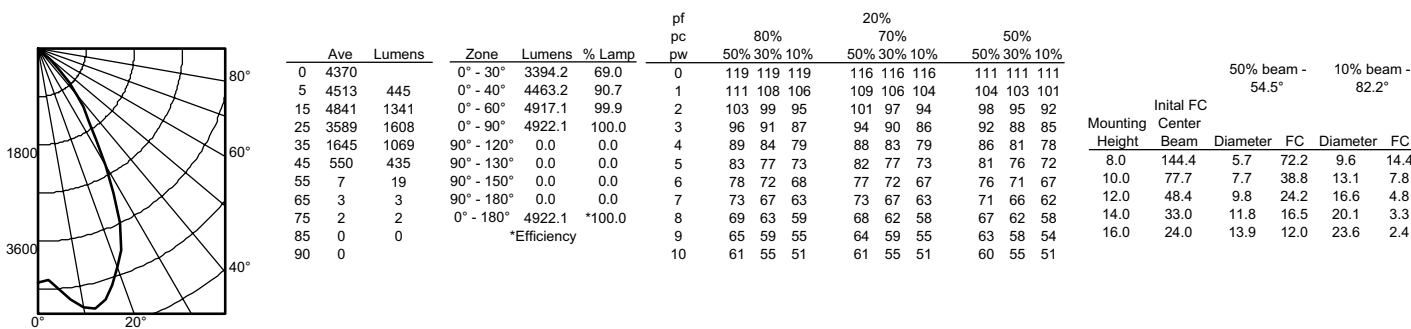 1800
3600
0°
20°
40°
60°
80°
Ave Lumens
0 4370
5 4513 445
15 4841 1341
25 3589 1608
35 1645 1069
45 550 435
55 7 19
65 3 3
75 2 2
85 0 0
90 0
Zone Lumens % Lamp
0° - 30° 3394.2 69.0
0° - 40° 4463.2 90.7
0° - 60° 4917.1 99.9
0° - 90° 4922.1 100.0
90° - 120° 0.0 0.0
90° - 130° 0.0 0.0
90° - 150° 0.0 0.0
90° - 180° 0.0 0.0
0° - 180° 4922.1 *100.0
*Efficiency
pf 20%
pc 80% 70% 50%
pw 50% 30% 10% 50% 30% 10% 50% 30% 10%
0 119 119 119 116 116 116 111 111 111
1 111 108 106 109 106 104 104 103 101
2 103 99 95 101 97 94 98 95 92
3 96 91 87 94 90 86 92 88 85
4 89 84 79 88 83 79 86 81 78
5 83 77 73 82 77 73 81 76 72
6 78 72 68 77 72 67 76 71 67
7 73 67 63 73 67 63 71 66 62
8 69 63 59 68 62 58 67 62 58
9 65 59 55 64 59 55 63 58 54
10 61 55 51 61 55 51 60 55 51
50% beam - 10% beam -
54.5° 82.2°
Inital FC
Mounting Center
Height Beam Diameter FC Diameter FC
8.0 144.4 5.7 72.2 9.6 14.4
10.0 77.7 7.7 38.8 13.1 7.8
12.0 48.4 9.8 24.2 16.6 4.8
14.0 33.0 11.8 16.5 20.1 3.3
16.0 24.0 13.9 12.0 23.6 2.4